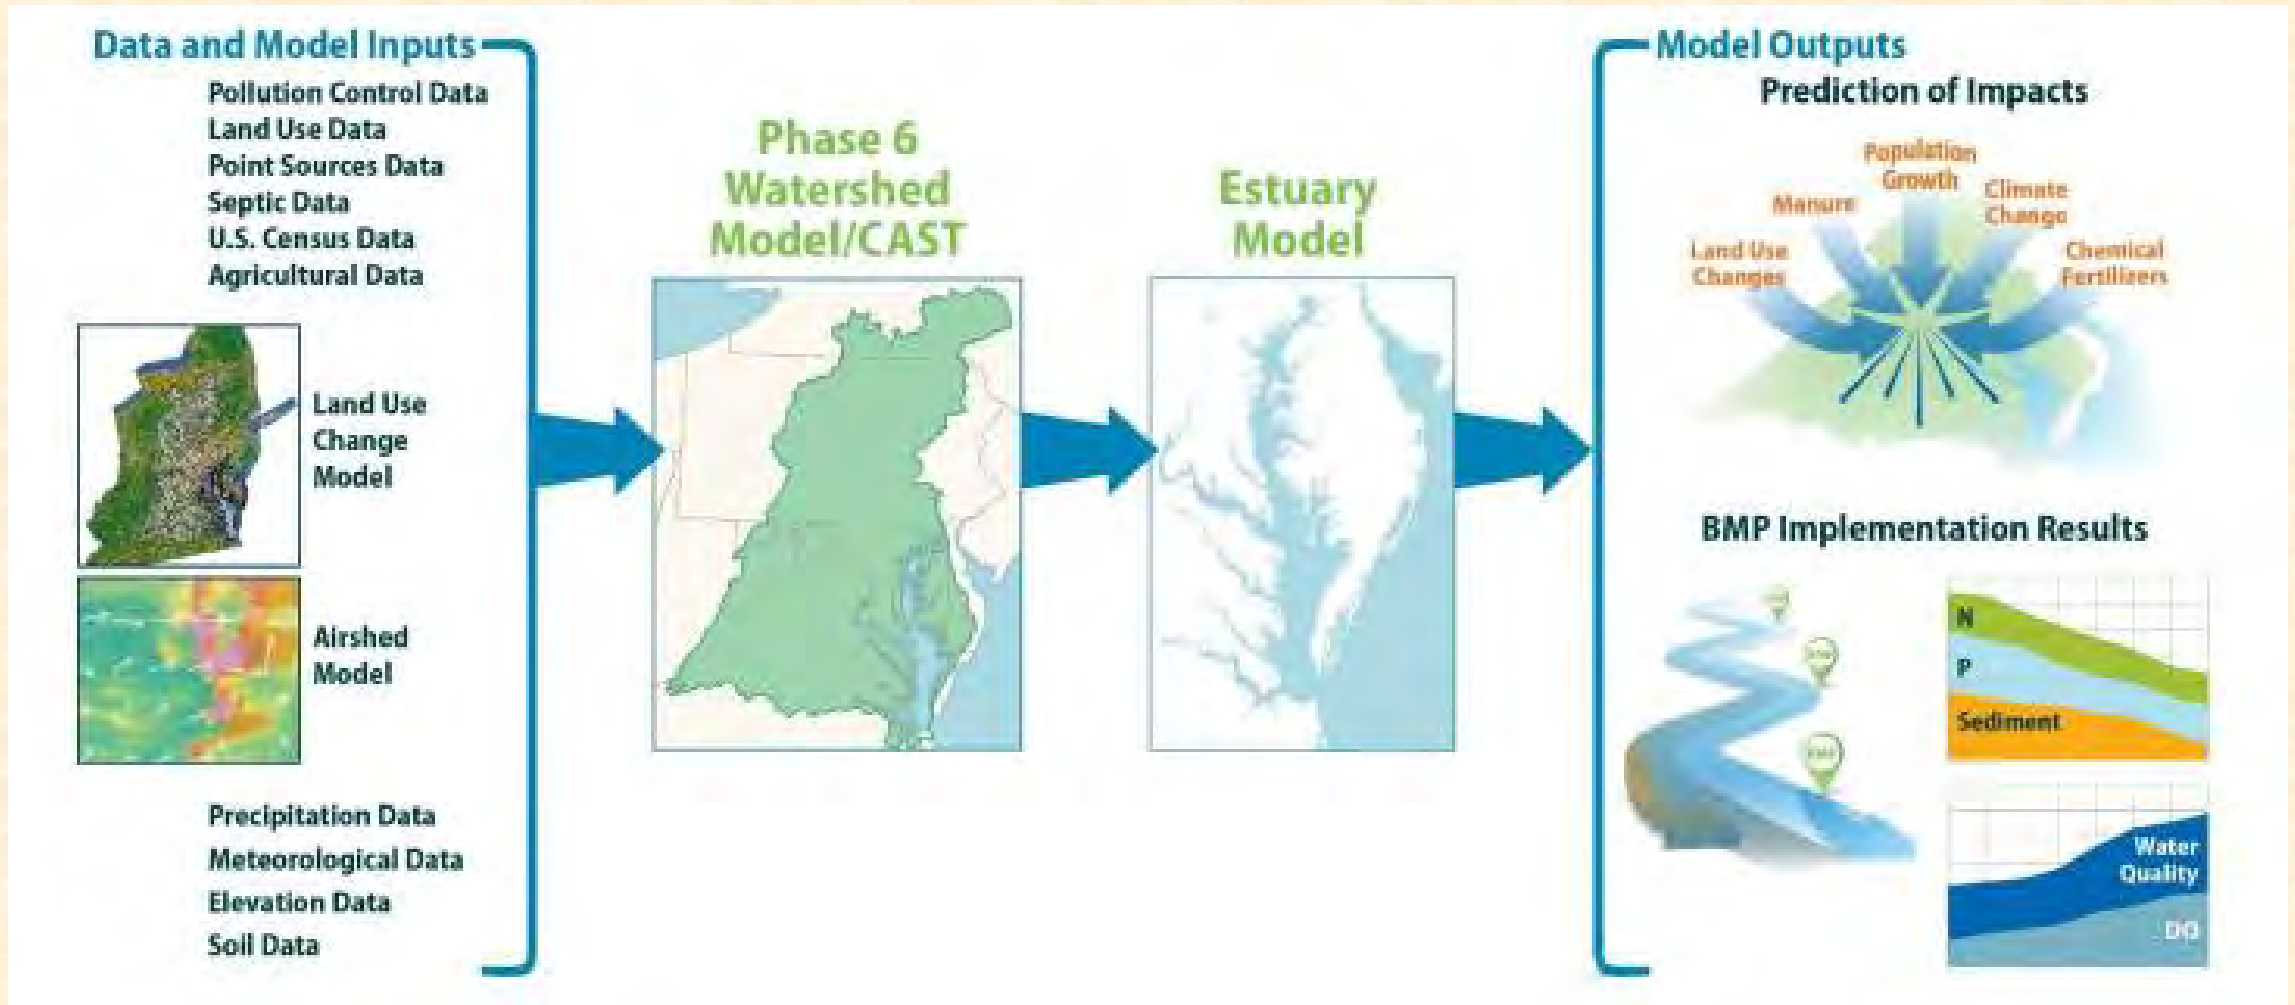 Data and Model Inputs
Pollution Control Data
Land Use Data
Point Sources Data
Septic Data
U.S. Census Data
Agricultural Data
Land Use
Change
Model
Airshed
Model
Precipitation Data
Meteorological Data
Elevation Data
Soil Data
Phase 6
Watershed
Model/CAST
Estuary
Model
Model Outputs
Prediction of Impacts
Population
Growth
Manure
Climate
Change
Land Use
Changes
Chemical
Fertilizers
BMP Implementation Results
N
P
Sediment
Water
Quality
DO